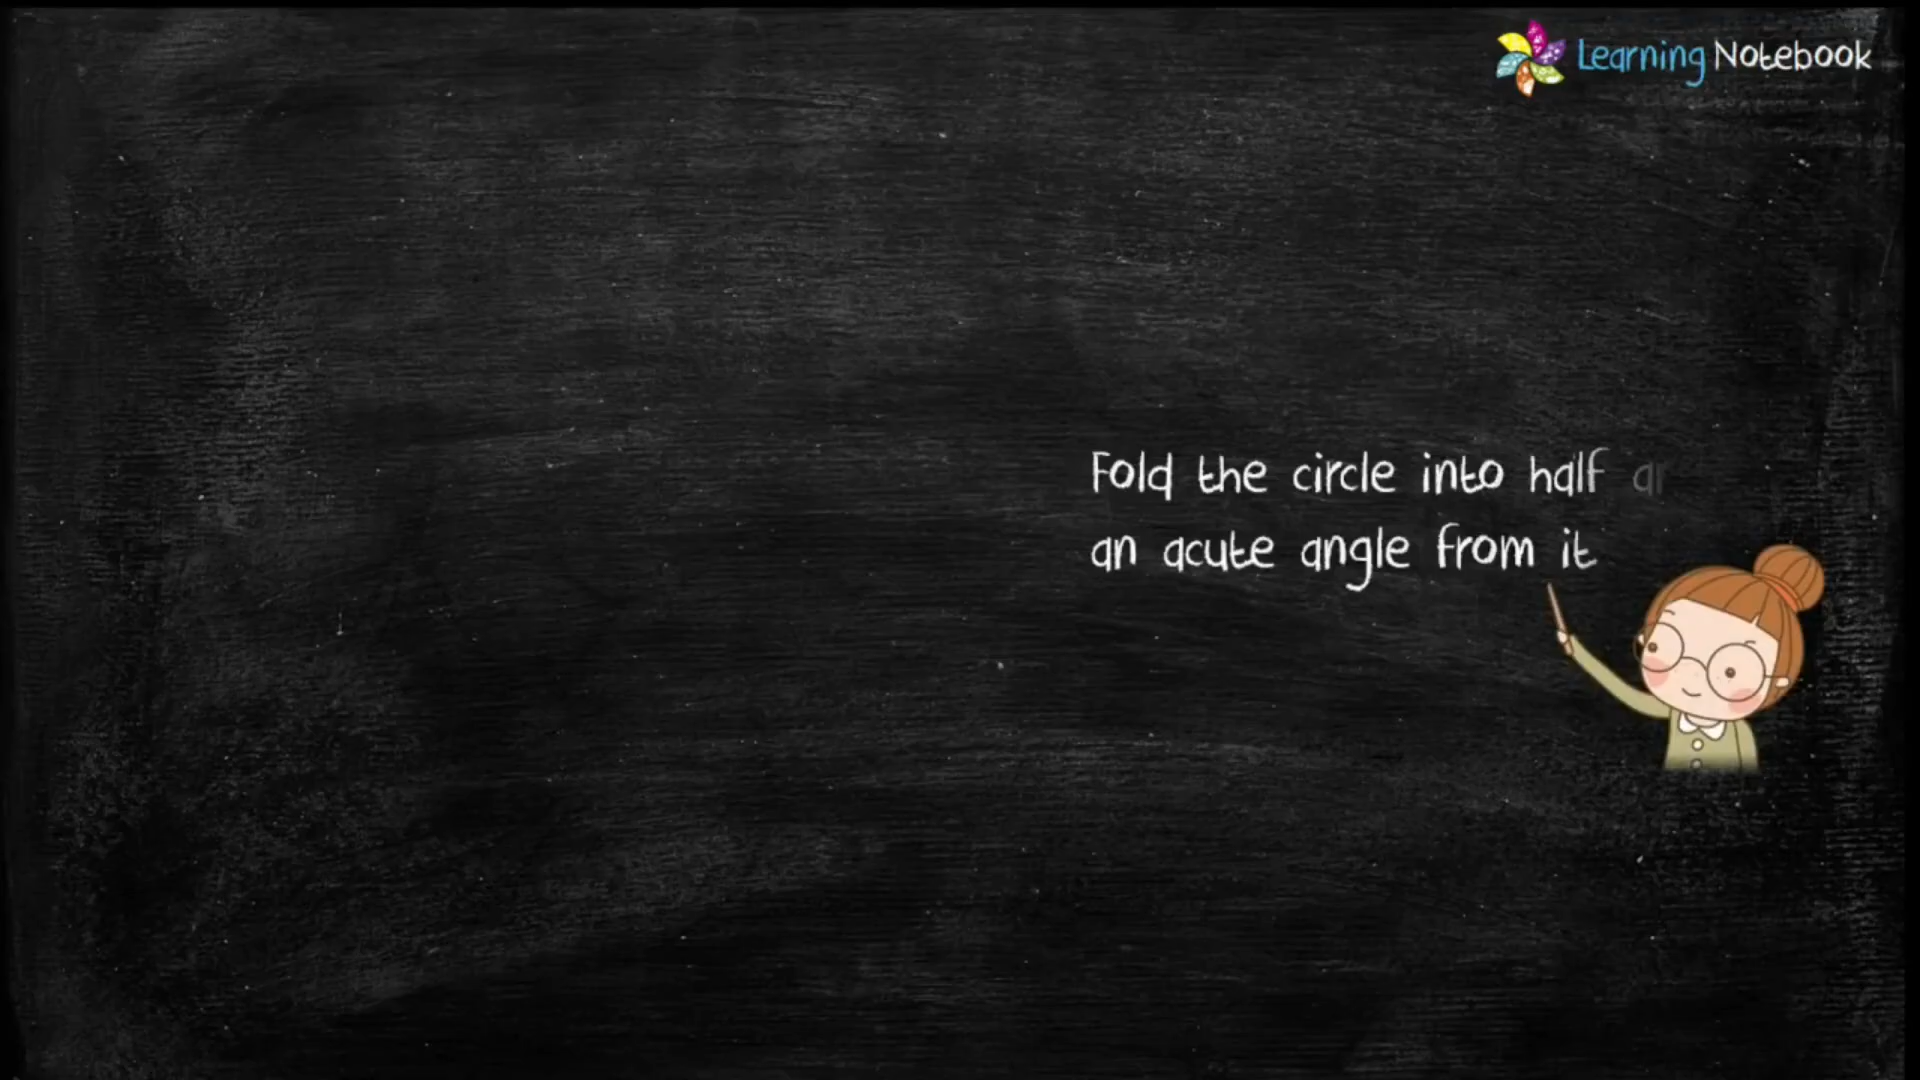 Learning Notebook
Fold the circle into half
an acute angle from it